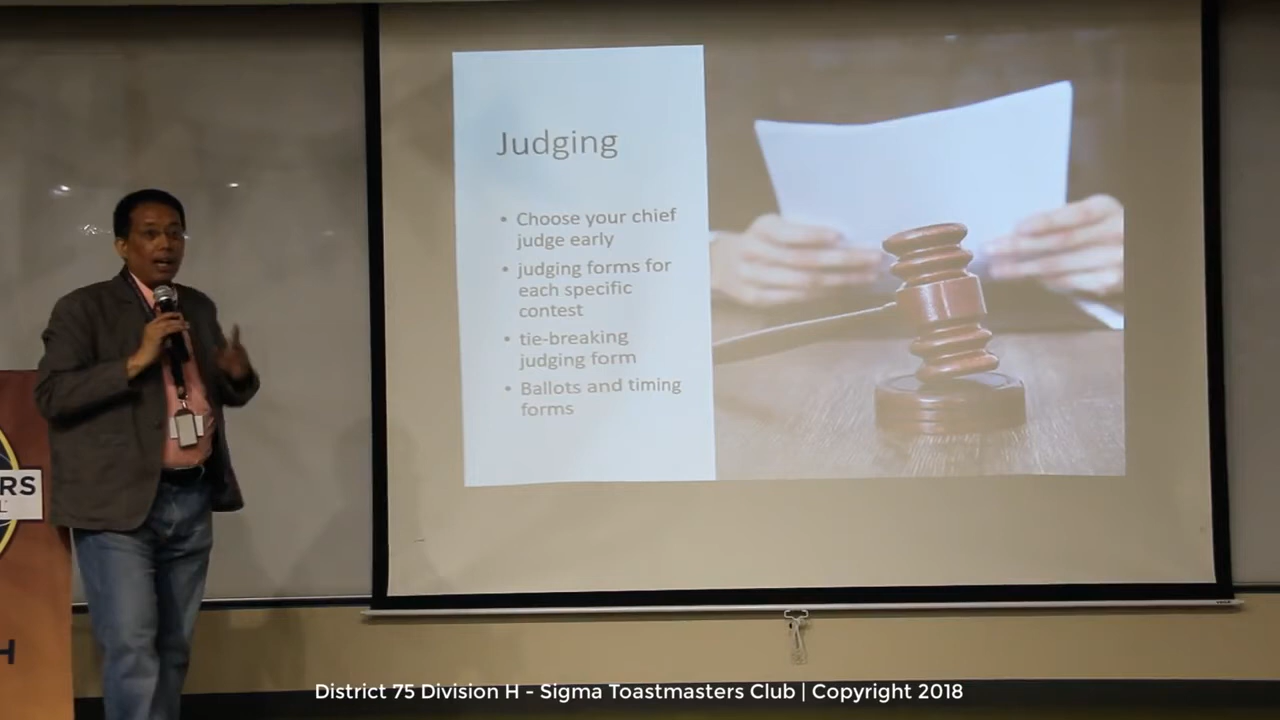 Judging
• Choose your chief
judge early
• judging forms for
each specific
contest
• tie-breaking
judging form
• Ballots and timing
forms
RS
L
H
District 75 Division H - Sigma Toastmasters Club | Copyright 2018